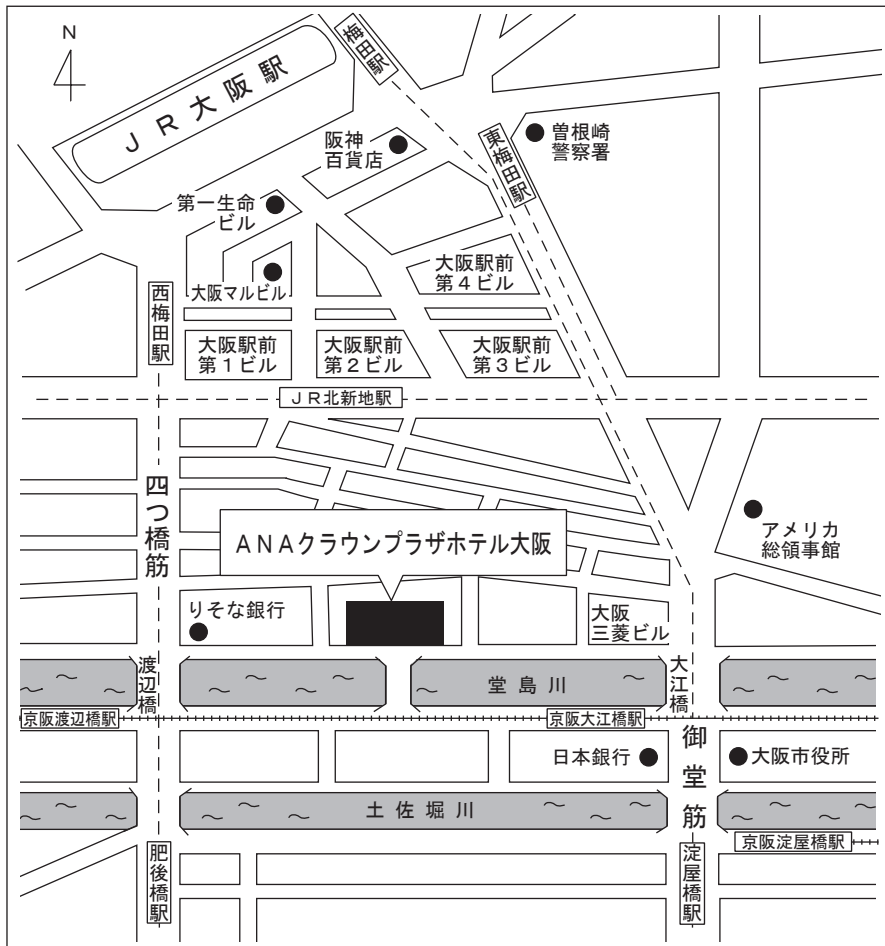 N
梅田駅
JR大阪駅
阪神
百貨店
東梅田駅
曽根崎
警察署
第一生命
ビル
大阪マルビル
大阪駅前
第4ビル
西梅田駅
大阪駅前
第1ビル
大阪駅前
第2ビル
大阪駅前
第3ビル
JR北新地駅
四つ橋筋
ANAクラウンプラザホテル大阪
アメリカ
総領事館
りそな銀行
大阪
三菱ビル
渡辺橋
堂島川
大江橋
京阪渡辺橋駅
京阪大江橋駅
御堂筋
日本銀行
大阪市役所
土佐堀川
京阪淀屋橋駅
肥後橋駅
淀屋橋駅